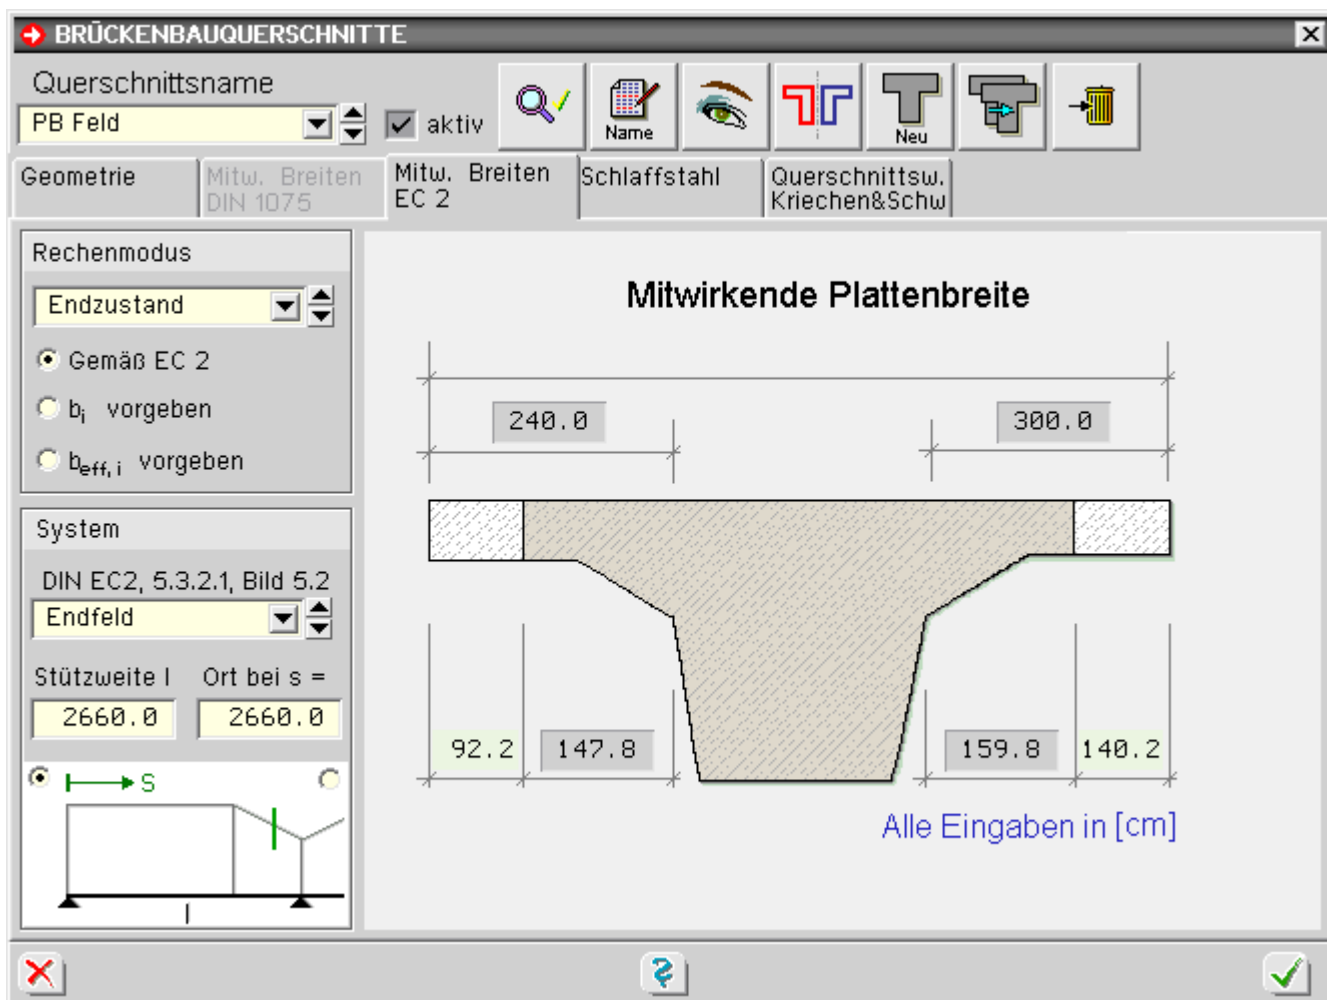 BRÜCKENBAUQUERSCHNITTE
Querschnittsname
PB Feld
aktiv
Name
Neu
Geometrie
Mitw. Breiten
DIN 1075
Mitw. Breiten
EC 2
Schlaffstahl
Querschnittsw.
Kriechen&Schw
Rechenmodus
Endzustand
Gemäß EC 2
bi vorgeben
beff, i vorgeben
System
DIN EC2, 5.3.2.1, Bild 5.2
Endfeld
Stützweite l Ort bei s =
2660.0 2660.0
S
l
Mitwirkende Plattenbreite
240.0 300.0
92.2 147.8 159.8 140.2
Alle Eingaben in [cm]